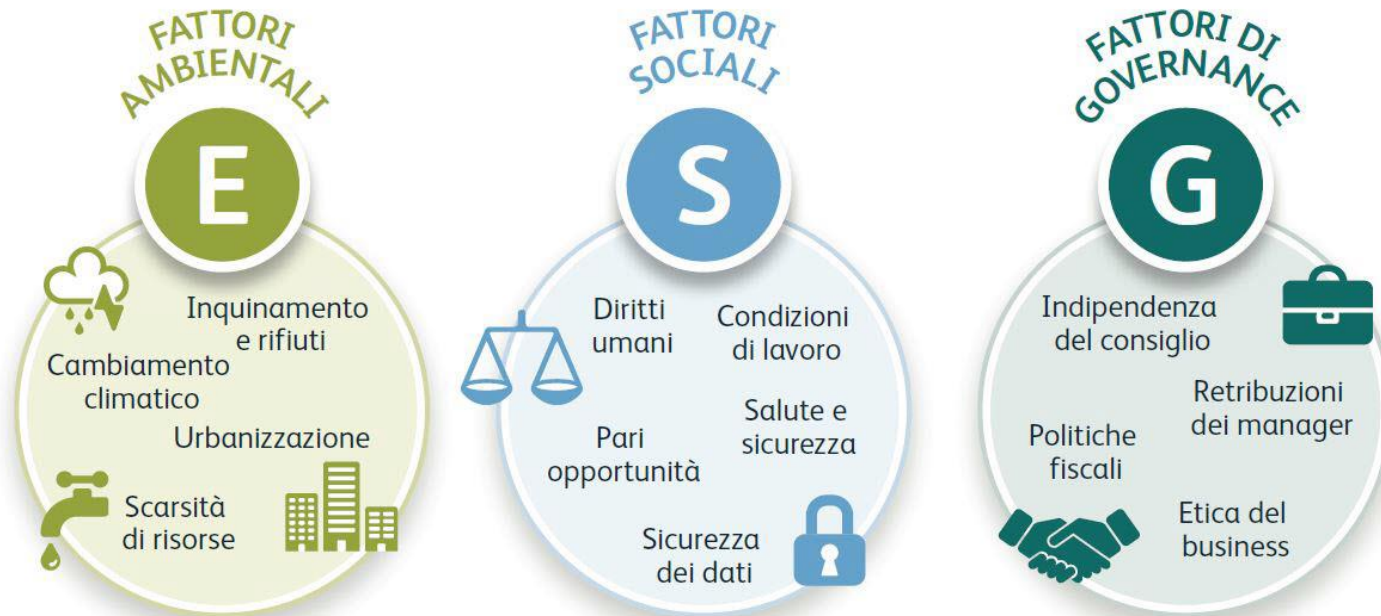 FATTORI
AMBIENTALI
E
Inquinamento
e rifiuti
Cambiamento
climatico
Urbanizzazione
Scarsità
di risorse
FATTORI
SOCIALI
S
Diritti
umani
Condizioni
di lavoro
Salute e
sicurezza
Pari
opportunità
Sicurezza
dei dati
FATTORI DI
GOVERNANCE
G
Indipendenza
del consiglio
Retribuzioni
dei manager
Politiche
fiscali
Etica del
business